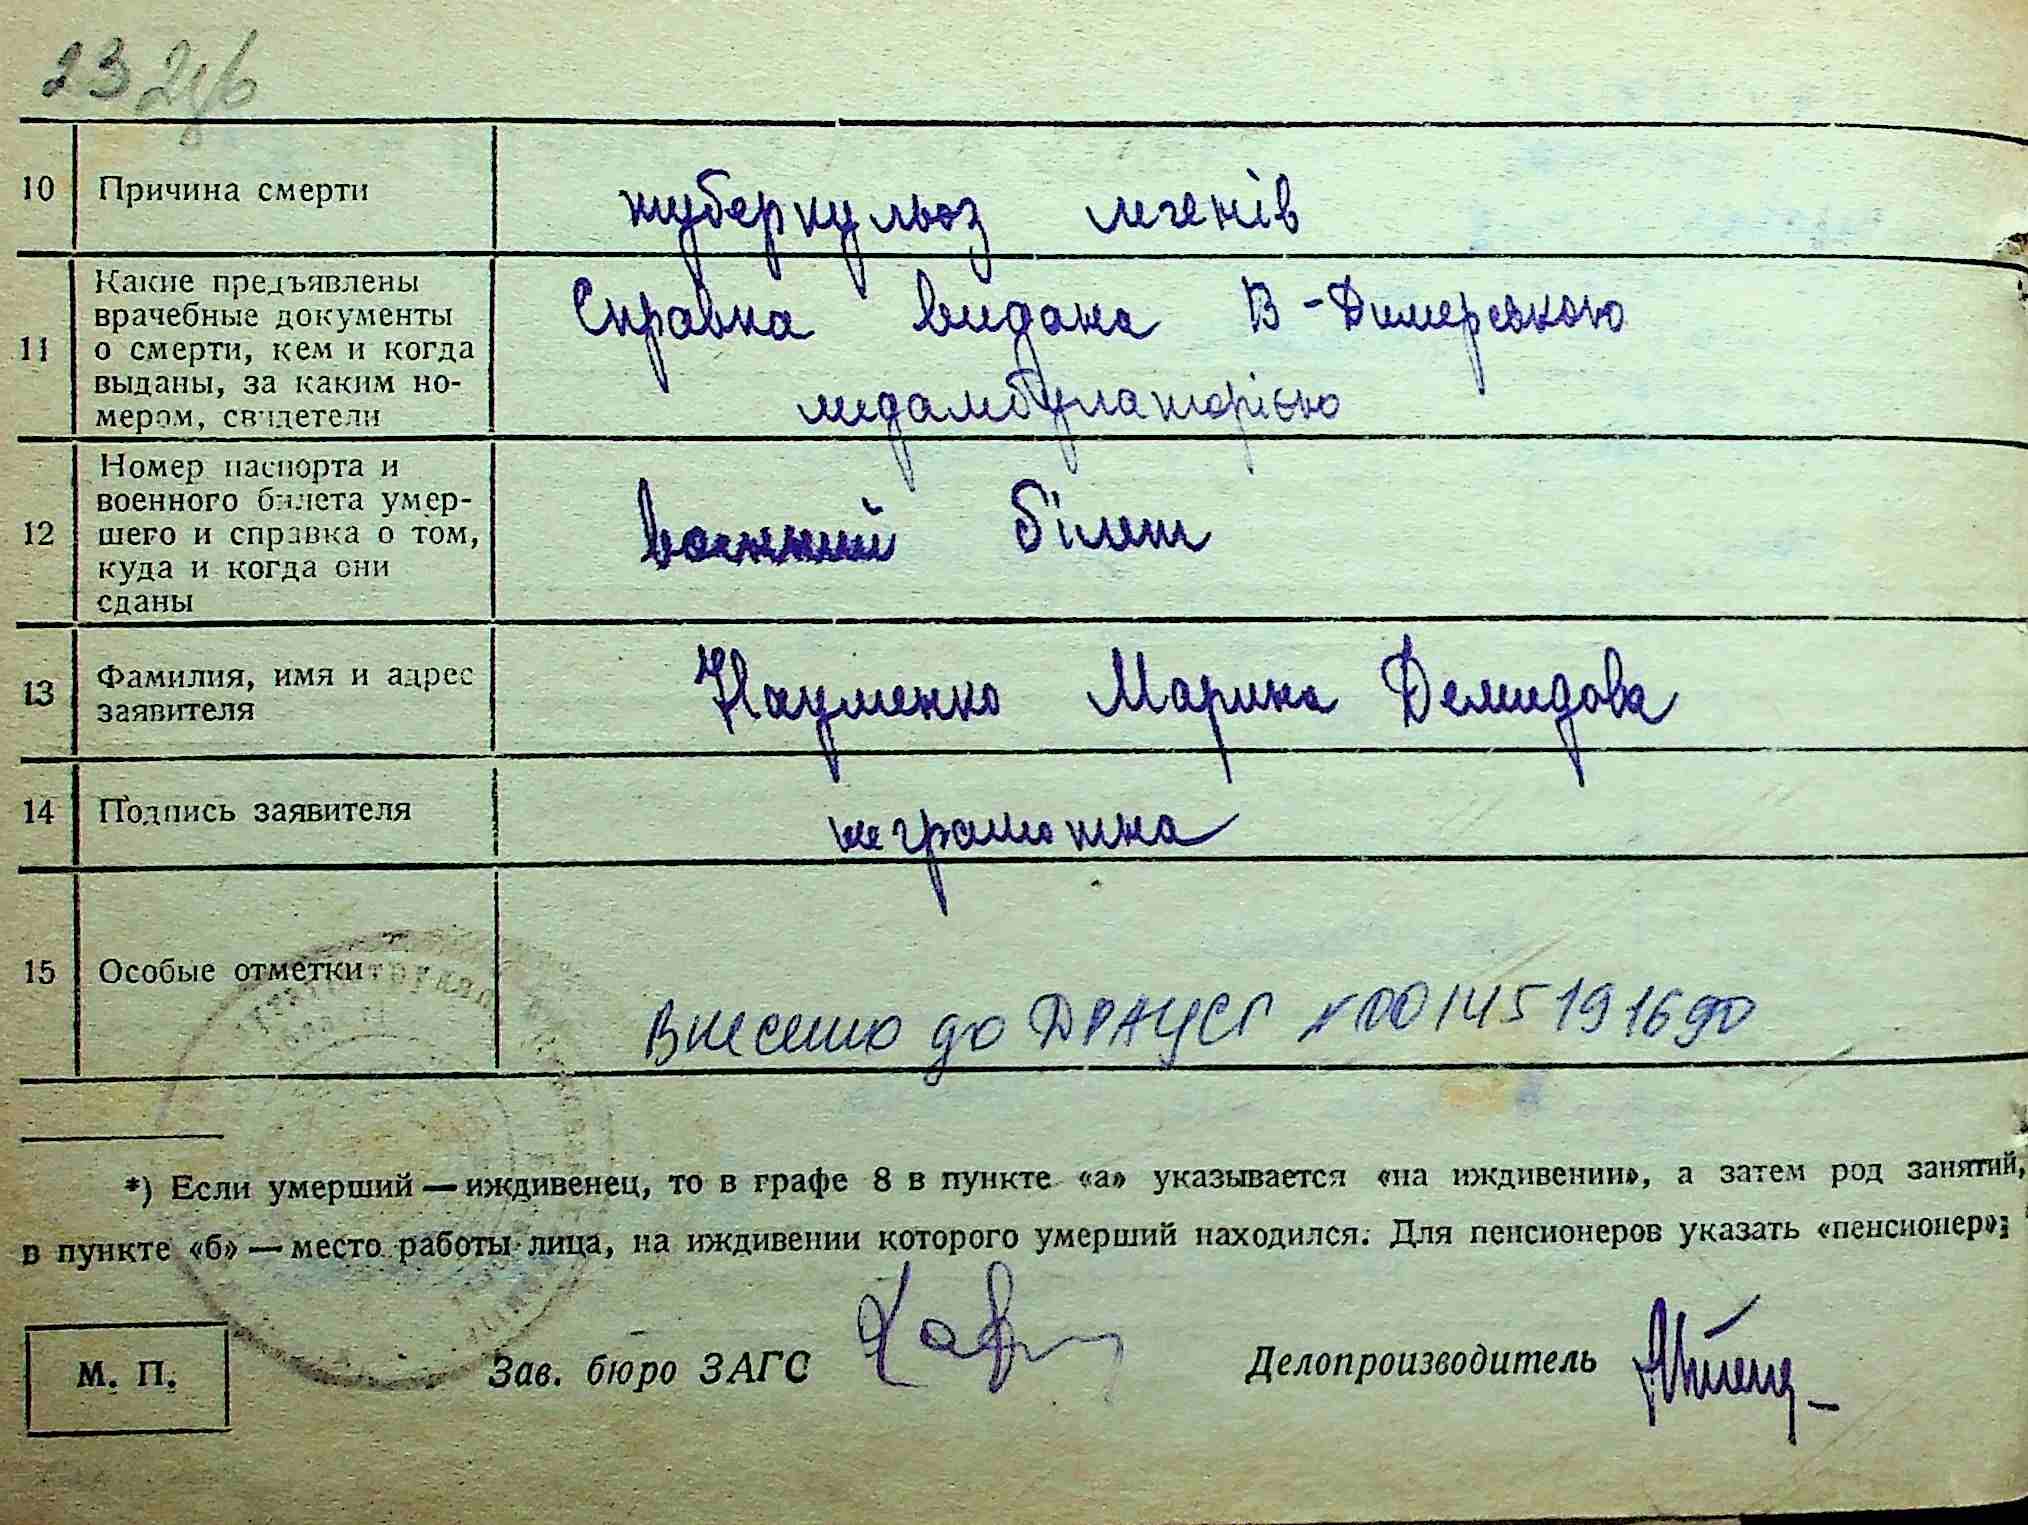 23
10 Причина смерти туберкульоз легенів
11 Какие предъявлены
врачебные документы
о смерти, кем и когда
выданы, за каким но-
мером, свидетели
Справка видана В-Димерською
медамбулаторією
12 Номер паспорта и
военного билета умер-
шего и справка о том,
куда и когда они
сданы
воєнний білет
13 Фамилия, имя и адрес
заявителя
Науменко Марина Демидова
14 Подпись заявителя неграмотна
15 Особые отметки
Внесено до ДРАЦСГ №00145191690
*) Если умерший — иждивенец, то в графе 8 в пункте «а» указывается «на иждивении», а затем род занятий,
в пункте «б» — место работы лица, на иждивении которого умерший находился. Для пенсионеров указать «пенсионер»;
М. П. Зав. бюро ЗАГС Делопроизводитель